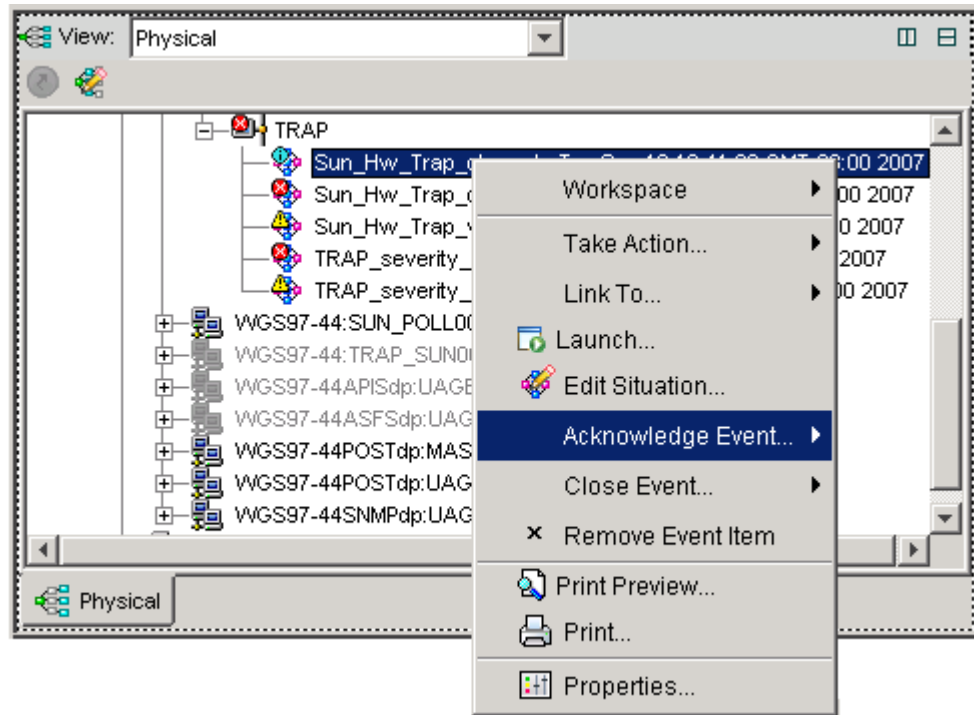 View: Physical
TRAP
Sun_Hw_Trap_ :00 2007
Sun_Hw_Trap_ 00 2007
Sun_Hw_Trap_ 0 2007
TRAP_severity_ 2007
TRAP_severity_ 00 2007
WGS97-44:SUN_POLL00
WGS97-44:TRAP_SUN0
WGS97-44APISdp:UAGE
WGS97-44ASFSdp:UAG
WGS97-44POSTdp:MAS
WGS97-44POSTdp:UAG
WGS97-44SNMPdp:UAG
Physical
Workspace
Take Action...
Link To...
Launch...
Edit Situation...
Acknowledge Event...
Close Event...
Remove Event Item
Print Preview...
Print...
Properties...